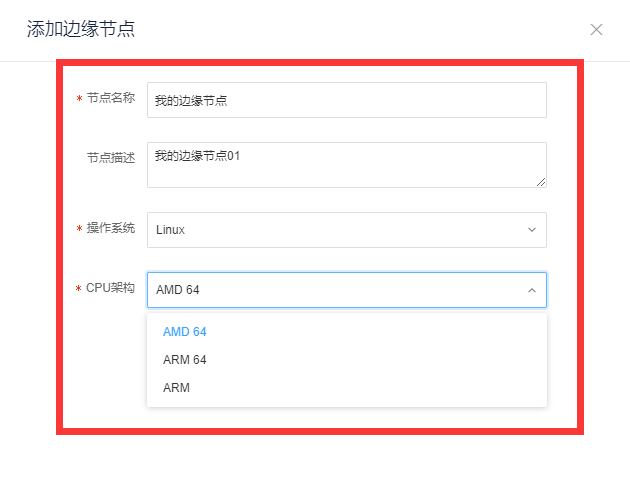 添加边缘节点
* 节点名称 我的边缘节点
节点描述 我的边缘节点01
* 操作系统 Linux
* CPU架构 AMD 64
AMD 64
ARM 64
ARM